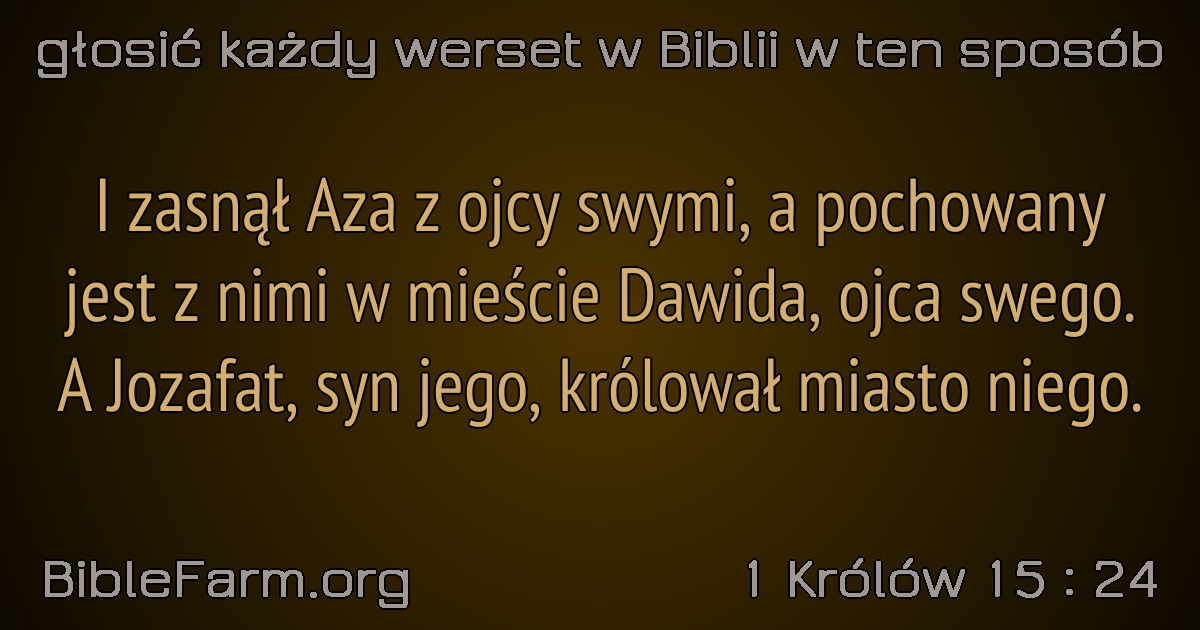 głosić każdy werset w Biblii w ten sposób
I zasnął Aza z ojcy swymi, a pochowany
jest z nimi w mieście Dawida, ojca swego.
A Jozafat, syn jego, królował miasto niego.
BibleFarm.org
1 Królów 15 : 24